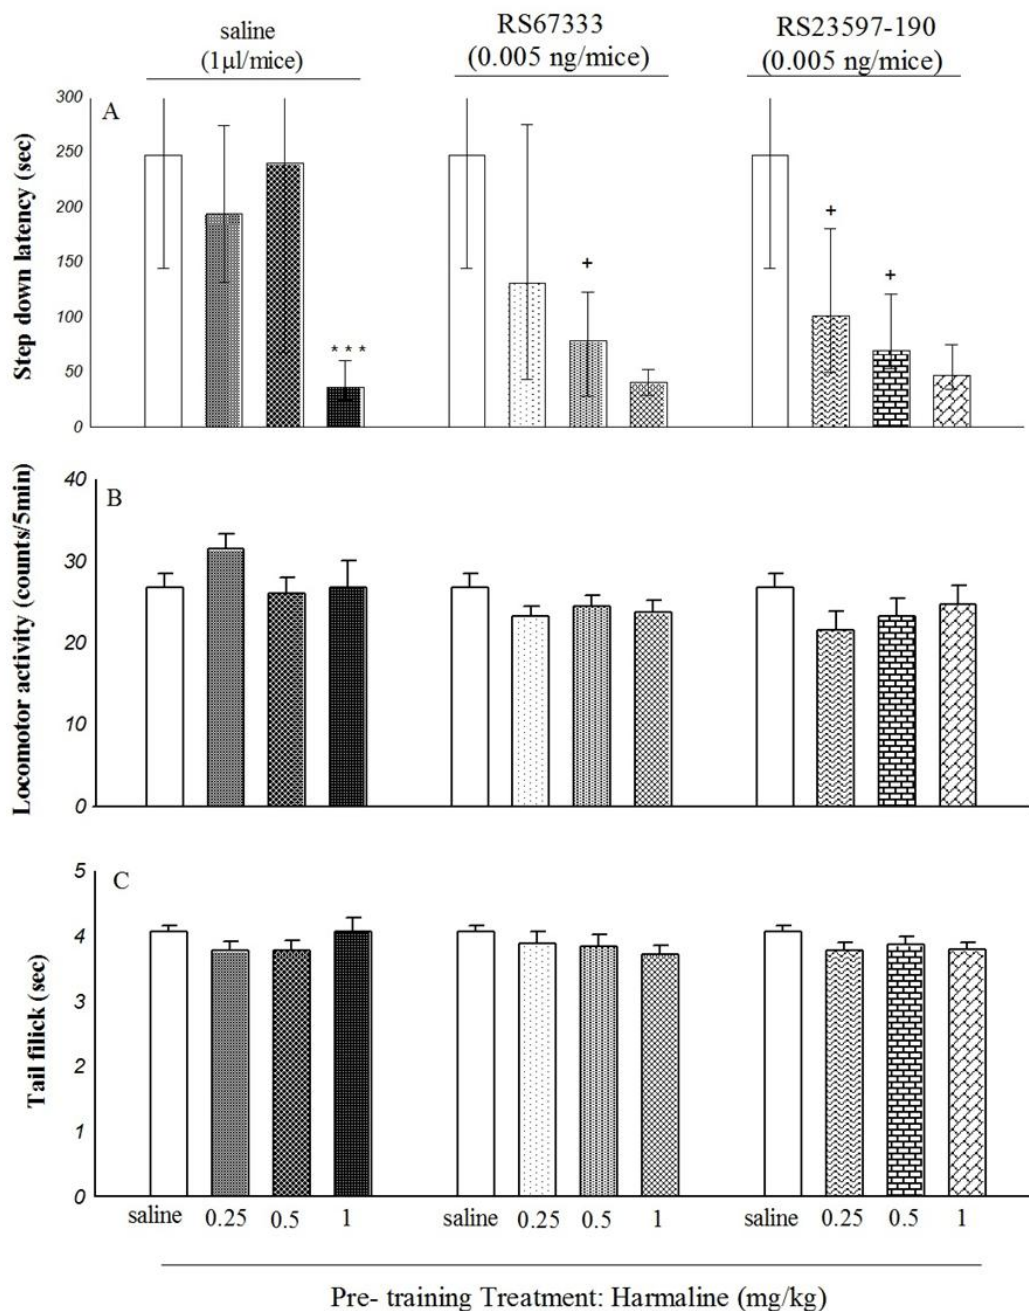 saline
(1µl/mice)
RS67333
(0.005 ng/mice)
RS23597-190
(0.005 ng/mice)
A
Step down latency (sec)
300
250
200
150
100
50
0
***
+
+
+
B
Locomotor activity (counts/5min)
40
30
20
10
0
C
Tail filick (sec)
5
4
3
2
1
0
saline 0.25 0.5 1 saline 0.25 0.5 1 saline 0.25 0.5 1
Pre- training Treatment: Harmaline (mg/kg)